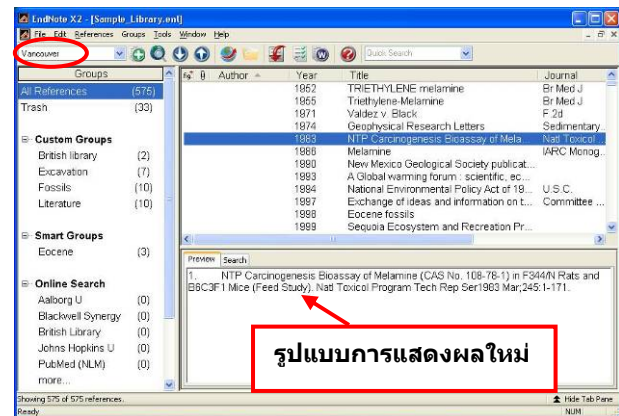 EndNote X2 - [Sample_Library.enl]
File Edit References Groups Tools Window Help
Vancouver
Quick Search
Groups
All References (575)
Trash (33)
Custom Groups
British library (2)
Excavation (7)
Fossils (10)
Literature (10)
Smart Groups
Eocene (3)
Online Search
Aalborg U (0)
Blackwell Synergy (0)
British Library (0)
Johns Hopkins U (0)
PubMed (NLM) (0)
more...
Author Year Title Journal
1952 TRIETHYLENE melamine Br Med J
1955 Triethylene-Melamine Br Med J
1971 Valdez v. Black F 2d
1974 Geophysical Research Letters Sedimentary
1983 NTP Carcinogenesis Bioassay of Mela... Natl Toxicol
1986 Melamine IARC Monog...
1990 New Mexico Geological Society publicat...
1993 A Global warming forum : scientific, ec...
1994 National Environmental Policy Act of 19... U.S.C.
1997 Exchange of ideas and information on t... Committee ...
1998 Eocene fossils
1999 Sequoia Ecosystem and Recreation Pr...
Preview Search
1. NTP Carcinogenesis Bioassay of Melamine (CAS No. 108-78-1) in F344/N Rats and
B6C3F1 Mice (Feed Study). Natl Toxicol Program Tech Rep Ser1983 Mar;245:1-171.
รูปแบบการแสดงผลใหม่
Showing 575 of 575 references.
Hide Tab Pane
Ready
NUM